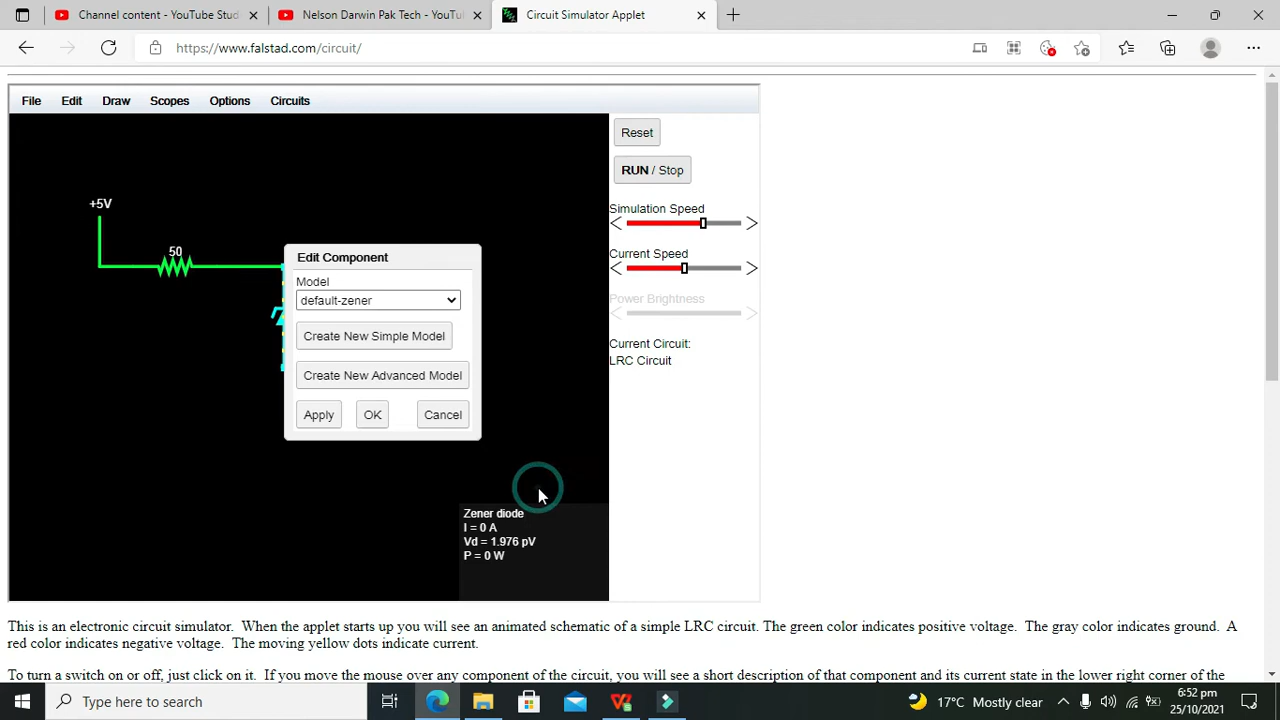 Channel content - YouTube Stud
Nelson Darwin Pak Tech - YouTu
Circuit Simulator Applet
https://www.falstad.com/circuit/
File Edit Draw Scopes Options Circuits
Reset
RUN / Stop
Simulation Speed
Current Speed
Power Brightness
Current Circuit:
LRC Circuit
+5V
50
Edit Component
Model
default-zener
Create New Simple Model
Create New Advanced Model
Apply OK Cancel
Zener diode
I = 0 A
Vd = 1.976 pV
P = 0 W
This is an electronic circuit simulator. When the applet starts up you will see an animated schematic of a simple LRC circuit. The green color indicates positive voltage. The gray color indicates ground. A
red color indicates negative voltage. The moving yellow dots indicate current.
To turn a switch on or off, just click on it. If you move the mouse over any component of the circuit, you will see a short description of that component and its current state in the lower right corner of the
Type here to search
17°C Mostly clear
6:52 pm
25/10/2021